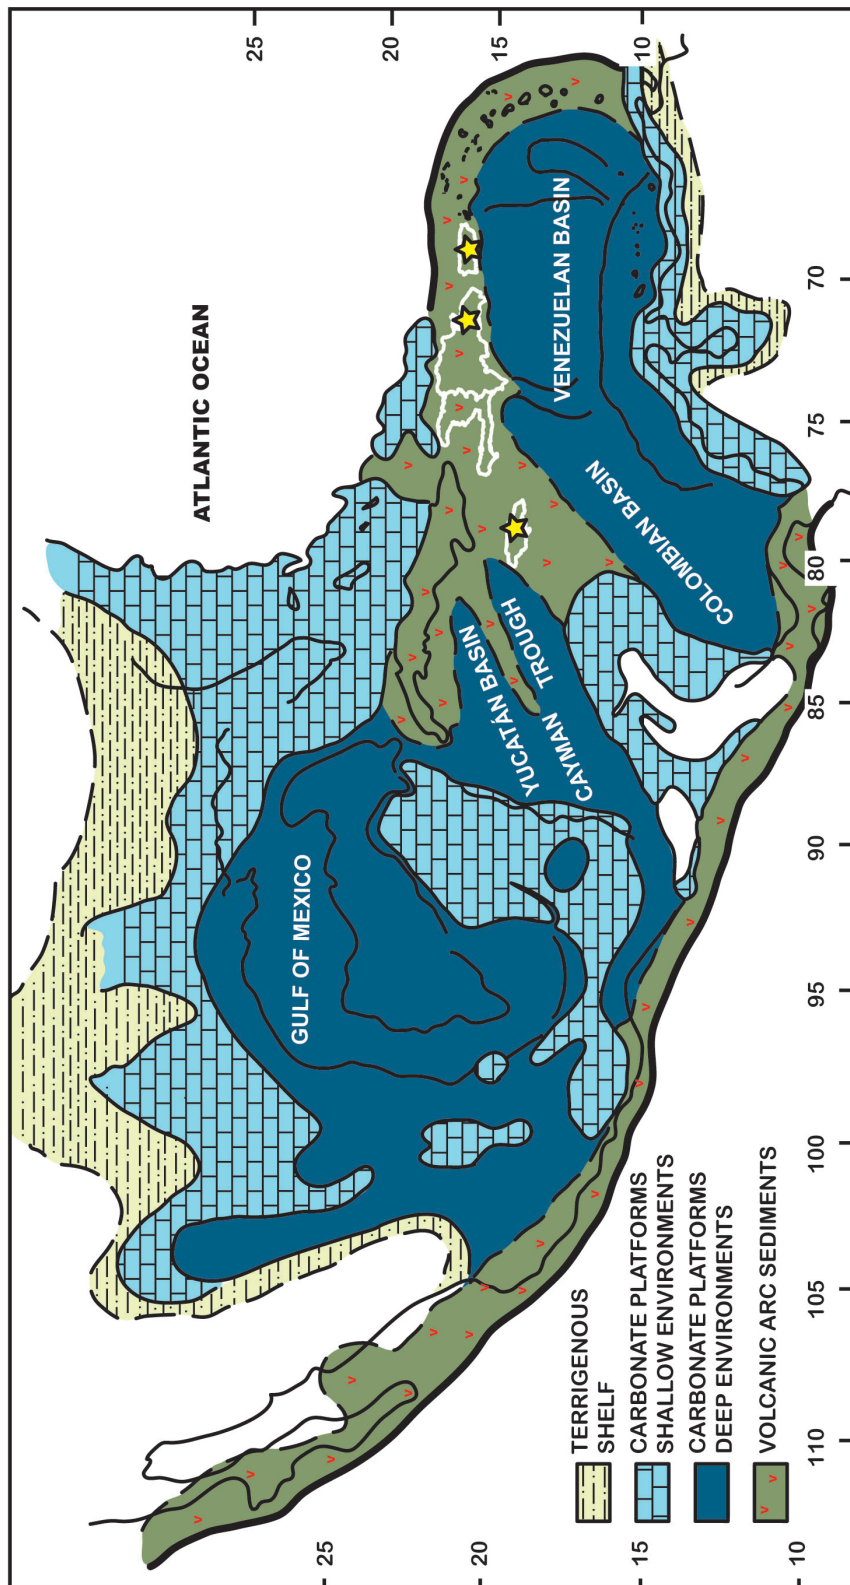 ATLANTIC OCEAN
GULF OF MEXICO
YUCATÁN BASIN
CAYMAN TROUGH
COLOMBIAN BASIN
VENEZUELAN BASIN
TERRIGENOUS
SHELF
CARBONATE PLATFORMS
SHALLOW ENVIRONMENTS
CARBONATE PLATFORMS
DEEP ENVIRONMENTS
VOLCANIC ARC SEDIMENTS
25
20
15
10
25
20
15
10
110
105
100
95
90
85
80
75
70